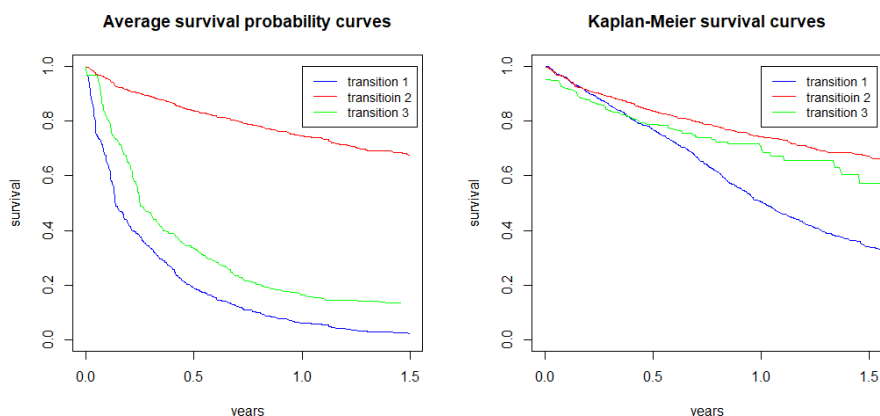 Average survival probability curves
survival
0.0 0.2 0.4 0.6 0.8 1.0
transition 1
transitioin 2
transition 3
0.0 0.5 1.0 1.5
years
Kaplan-Meier survival curves
survival
0.0 0.2 0.4 0.6 0.8 1.0
transition 1
transitioin 2
transition 3
0.0 0.5 1.0 1.5
years